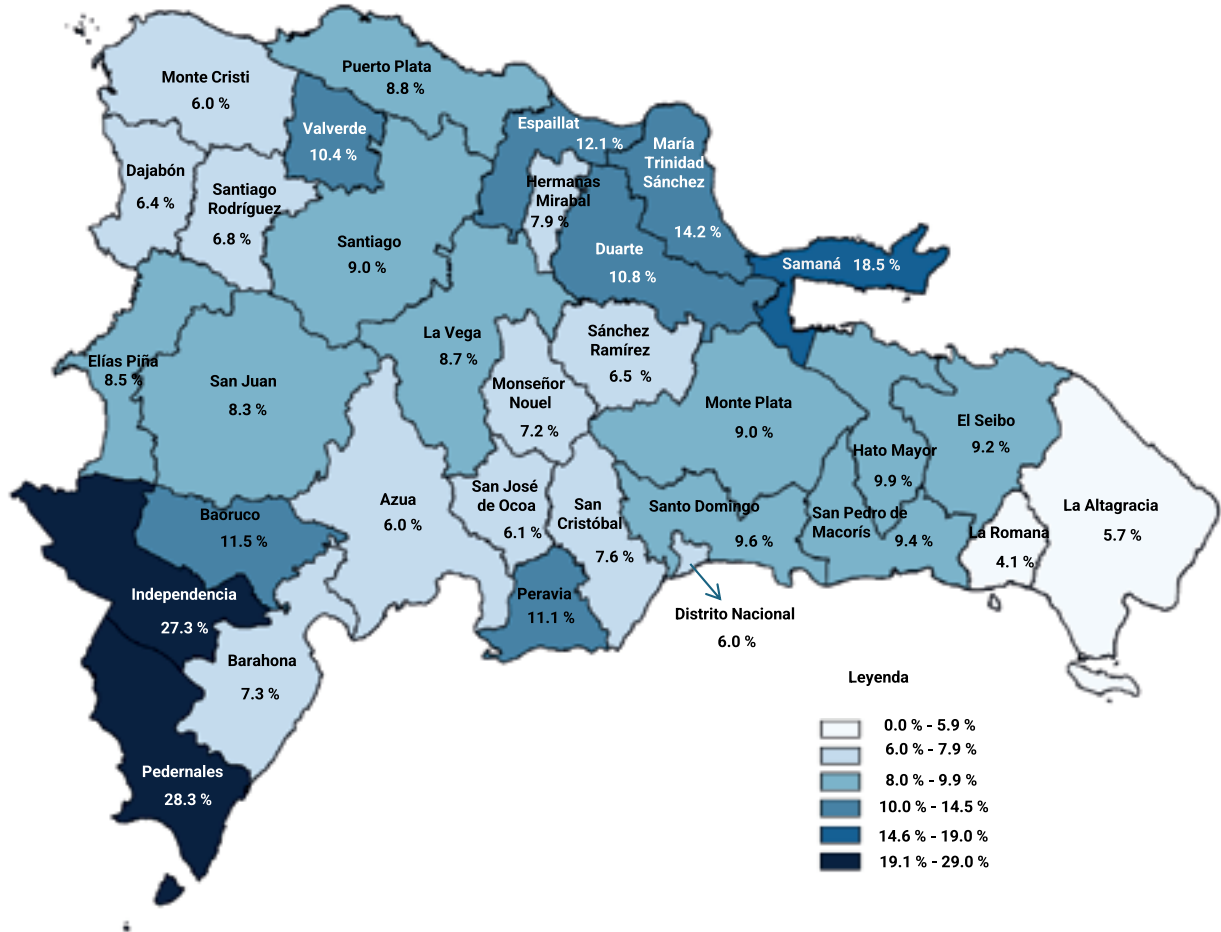 Monte Cristi
6.0 %
Puerto Plata
8.8 %
Valverde
10.4 %
Espaillat
12.1 %
María
Trinidad
Sánchez
14.2 %
Dajabón
6.4 %
Santiago
Rodríguez
6.8 %
Hermanas
Mirabal
7.9 %
Santiago
9.0 %
Duarte
10.8 %
Samaná 18.5 %
Elías Piña
8.5 %
San Juan
8.3 %
La Vega
8.7 %
Sánchez
Ramírez
6.5 %
Monseñor
Nouel
7.2 %
Monte Plata
9.0 %
Hato Mayor
9.9 %
El Seibo
9.2 %
Azua
6.0 %
San José
de Ocoa
6.1 %
San
Cristóbal
7.6 %
Santo Domingo
9.6 %
San Pedro de
Macorís
9.4 %
La Romana
4.1 %
La Altagracia
5.7 %
Baoruco
11.5 %
Independencia
27.3 %
Peravia
11.1 %
Distrito Nacional
6.0 %
Barahona
7.3 %
Pedernales
28.3 %
Leyenda
0.0 % - 5.9 %
6.0 % - 7.9 %
8.0 % - 9.9 %
10.0 % - 14.5 %
14.6 % - 19.0 %
19.1 % - 29.0 %